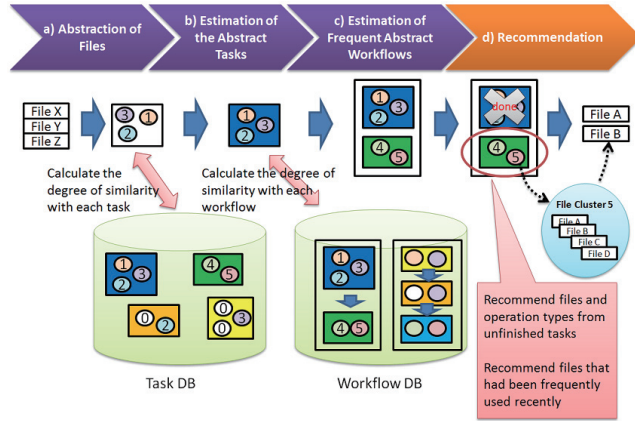 a) Abstraction of
Files
b) Estimation of
the Abstract
Tasks
c) Estimation of
Frequent Abstract
Workflows
d) Recommendation
File X
File Y
File Z
3
1
2
1
3
2
1
3
2
4
5
done
4
5
File A
File B
Calculate the
degree of similarity
with each task
Calculate the degree of
similarity with each
workflow
File Cluster 5
File A
File B
File C
File D
1
3
2
4
5
0
2
0
3
0
Task DB
1
3
2
4
5
Workflow DB
Recommend files and
operation types from
unfinished tasks
Recommend files that
had been frequently
used recently